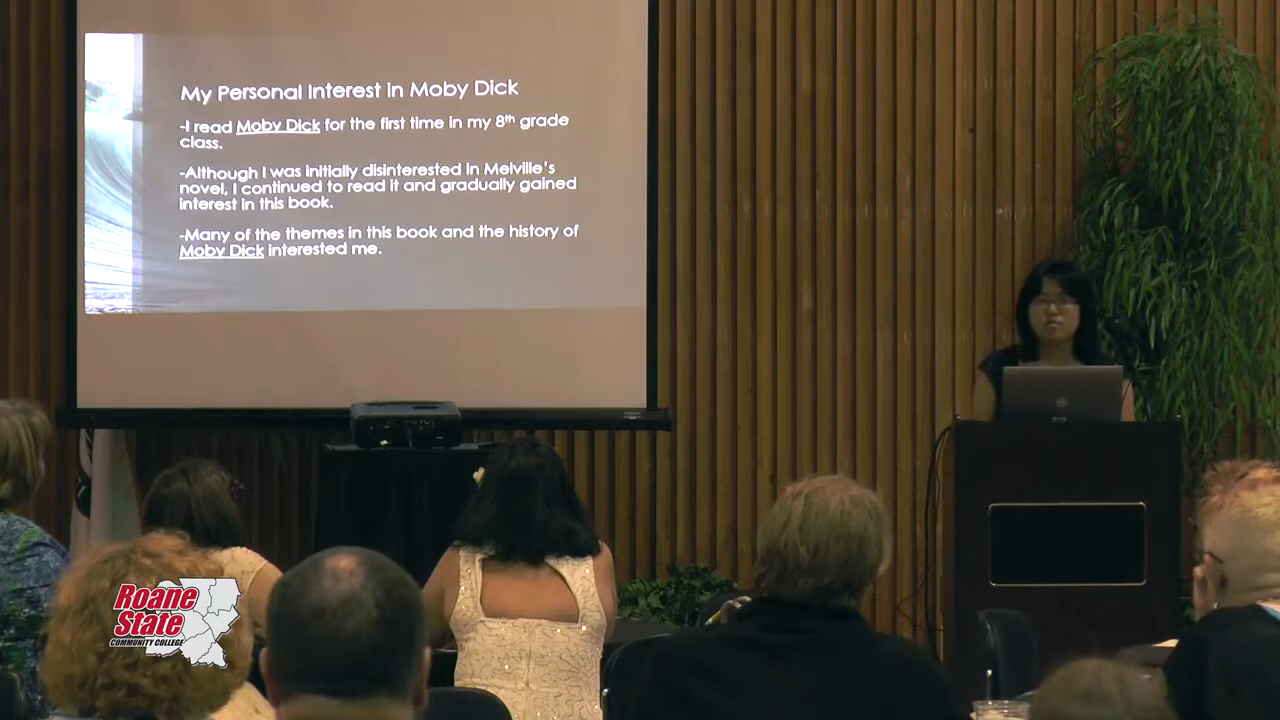 My Personal Interest in Moby Dick
-I read Moby Dick for the first time in my 8th grade
class.
-Although I was initially disinterested in Melville's
novel, I continued to read it and gradually gained
interest in this book.
-Many of the themes in this book and the history of
Moby Dick interested me.
Roane
State
COMMUNITY COLLEGE